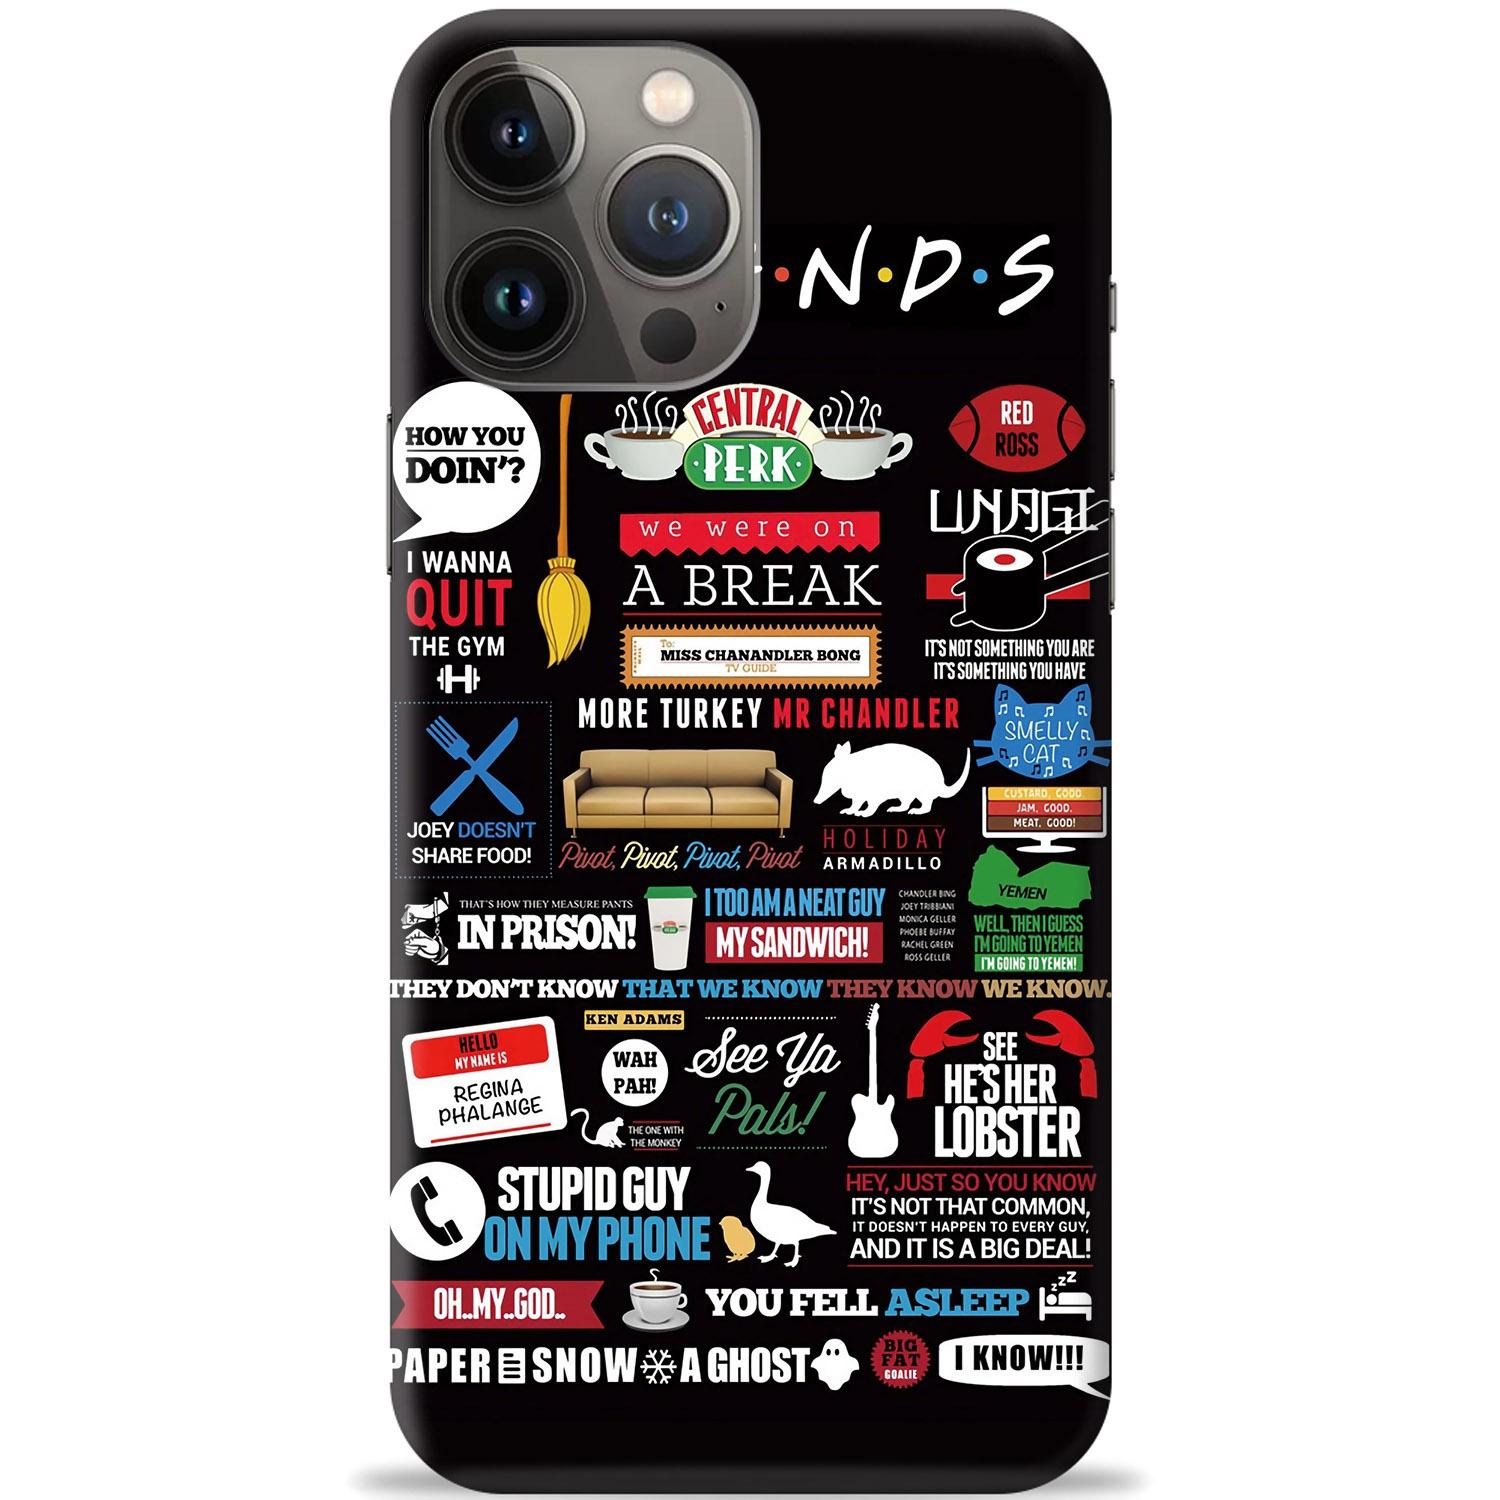 ·N·D·S
HOW YOU
DOIN'?
CENTRAL
·PERK·
RED
ROSS
UNAGI
we were on
A BREAK
I WANNA
QUIT
THE GYM
To:
MISS CHANANDLER BONG
TV GUIDE
IT'S NOT SOMETHING YOU ARE
IT'S SOMETHING YOU HAVE
MORE TURKEY MR CHANDLER
SMELLY
CAT
CUSTARD, GOOD.
JAM, GOOD.
MEAT, GOOD!
JOEY DOESN'T
SHARE FOOD!
Pivot, Pivot, Pivot, Pivot
HOLIDAY
ARMADILLO
YEMEN
WELL, THEN I GUESS
I'M GOING TO YEMEN
I'M GOING TO YEMEN!
THAT'S HOW THEY MEASURE PANTS
IN PRISON!
I TOO AM A NEAT GUY
MY SANDWICH!
CHANDLER BING
JOEY TRIBBIANI
MONICA GELLER
PHOEBE BUFFAY
RACHEL GREEN
ROSS GELLER
THEY DON'T KNOW THAT WE KNOW THEY KNOW WE KNOW.
HELLO
MY NAME IS
REGINA
PHALANGE
KEN ADAMS
WAH
PAH!
THE ONE WITH
THE MONKEY
See Ya
Pals!
SEE
HE'S HER
LOBSTER
STUPID GUY
ON MY PHONE
HEY, JUST SO YOU KNOW
IT'S NOT THAT COMMON,
IT DOESN'T HAPPEN TO EVERY GUY,
AND IT IS A BIG DEAL!
OH..MY..GOD..
YOU FELL ASLEEP
zzz
PAPER SNOW A GHOST
BIG
FAT
GOALIE
I KNOW!!!